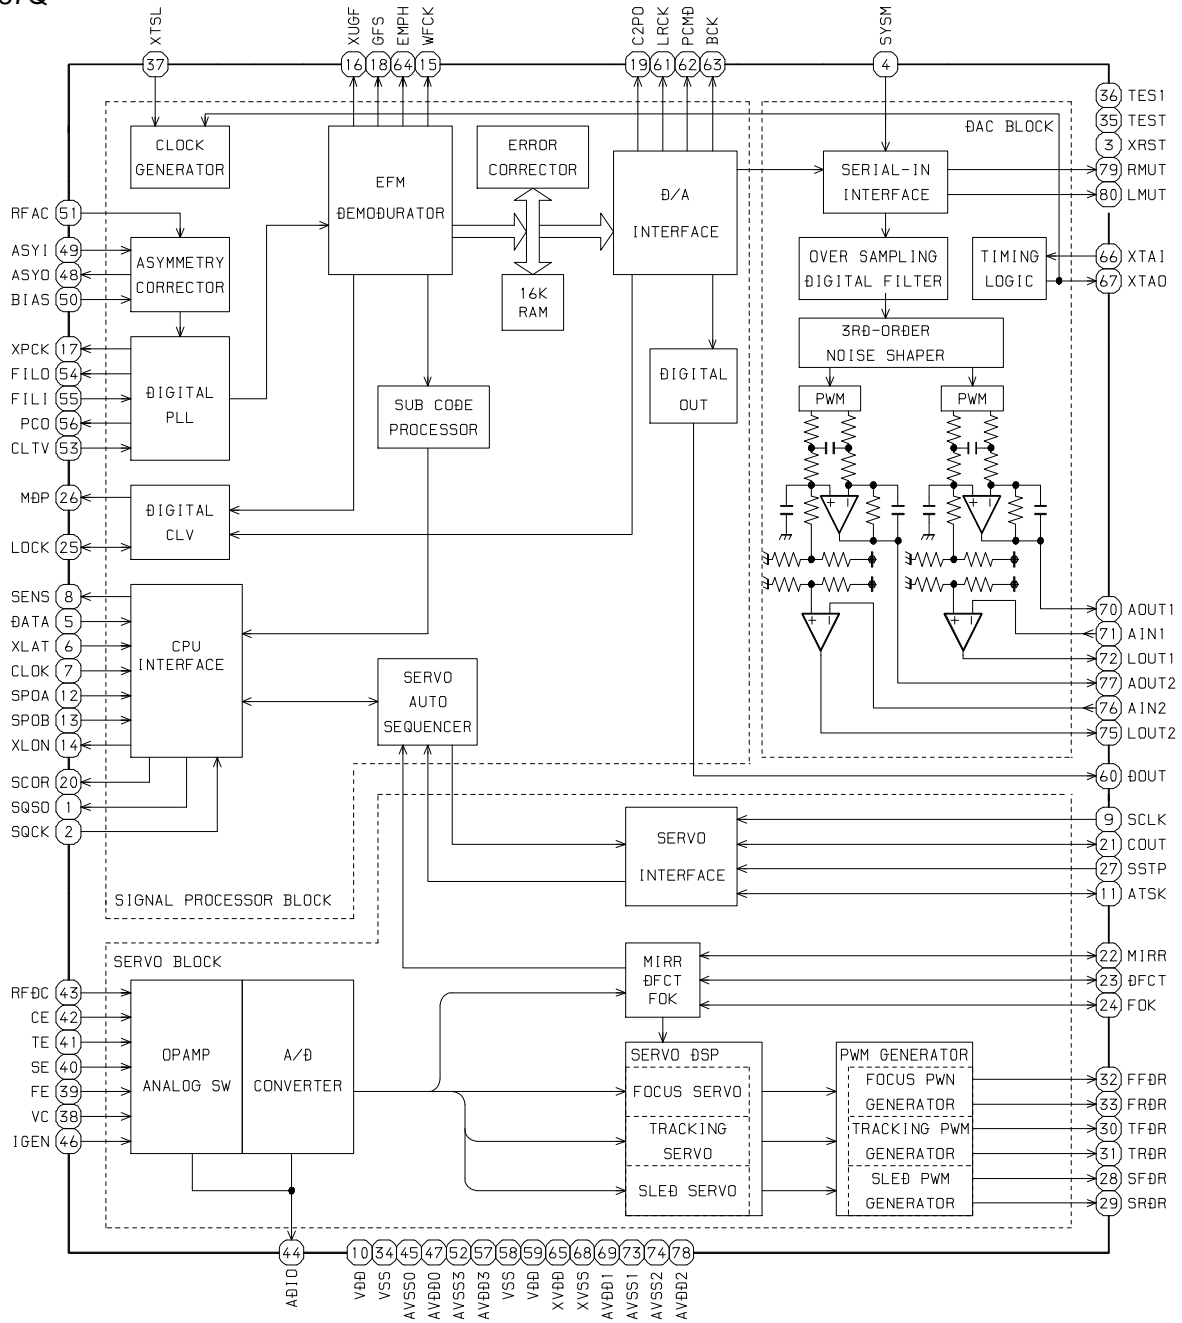 XTSL
XUGF
GFS
EMPH
WFCK
C2PO
LRCK
PCMD
BCK
SYSM
37
16
18
64
15
19
61
62
63
4
36 TES1
35 TEST
3 XRST
79 RMUT
80 LMUT
66 XTAI
67 XTAO
DAC BLOCK
CLOCK
GENERATOR
EFM
DEMODURATOR
ERROR
CORRECTOR
16K
RAM
D/A
INTERFACE
SERIAL-IN
INTERFACE
OVER SAMPLING
DIGITAL FILTER
TIMING
LOGIC
3RD-ORDER
NOISE SHAPER
PWM
PWM
+ -
+ -
+ -
+ -
RFAC 51
ASYI 49
ASYO 48
BIAS 50
ASYMMETRY
CORRECTOR
XPCK 17
FILO 54
FILI 55
PCO 56
CLTV 53
DIGITAL
PLL
SUB CODE
PROCESSOR
DIGITAL
OUT
MDP 26
LOCK 25
DIGITAL
CLV
SENS 8
DATA 5
XLAT 6
CLOK 7
SPOA 12
SPOB 13
XLON 14
SCOR 20
SQSO 1
SQCK 2
CPU
INTERFACE
SERVO
AUTO
SEQUENCER
70 AOUT1
71 AIN1
72 LOUT1
77 AOUT2
76 AIN2
75 LOUT2
60 DOUT
9 SCLK
21 COUT
27 SSTP
11 ATSK
SERVO
INTERFACE
SIGNAL PROCESSOR BLOCK
SERVO BLOCK
MIRR
DFCT
FOK
22 MIRR
23 DFCT
24 FOK
RFDC 43
CE 42
TE 41
SE 40
FE 39
VC 38
IGEN 46
OPAMP
ANALOG SW
A/D
CONVERTER
SERVO DSP
FOCUS SERVO
TRACKING
SERVO
SLED SERVO
PWM GENERATOR
FOCUS PWN
GENERATOR
TRACKING PWM
GENERATOR
SLED PWM
GENERATOR
32 FFDR
33 FRDR
30 TFDR
31 TRDR
28 SFDR
29 SRDR
44
10
34
45
47
52
57
58
59
65
68
69
73
74
78
ADIO
VDD
VSS
AVSS0
AVDD0
AVSS3
AVDD3
VSS
VDD
XVDD
XVSS
AVDD1
AVSS1
AVSS2
AVDD2